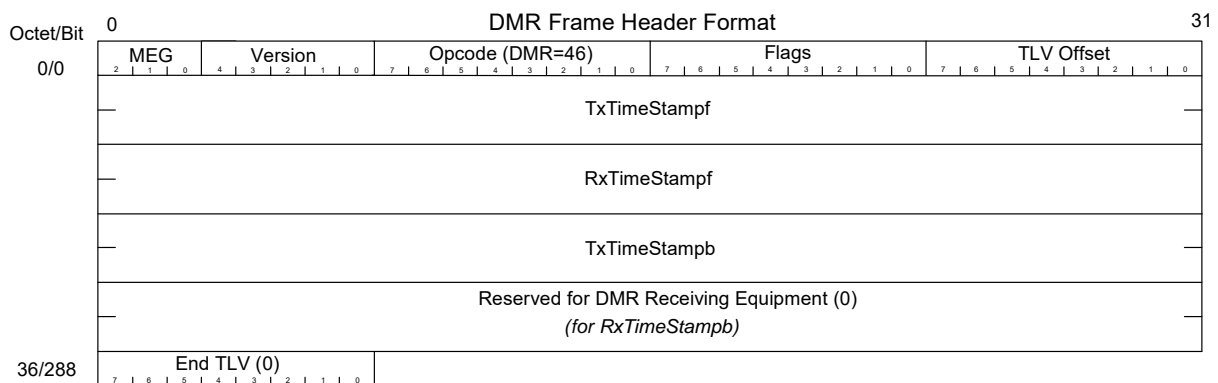 DMR Frame Header Format
Octet/Bit 0 31
MEG Version Opcode (DMR=46) Flags TLV Offset
0/0 2 1 0 4 3 2 1 0 7 6 5 4 3 2 1 0 7 6 5 4 3 2 1 0 7 6 5 4 3 2 1 0
TxTimeStampf
RxTimeStampf
TxTimeStampb
Reserved for DMR Receiving Equipment (0)
(for RxTimeStampb)
36/288 End TLV (0)
7 6 5 4 3 2 1 0